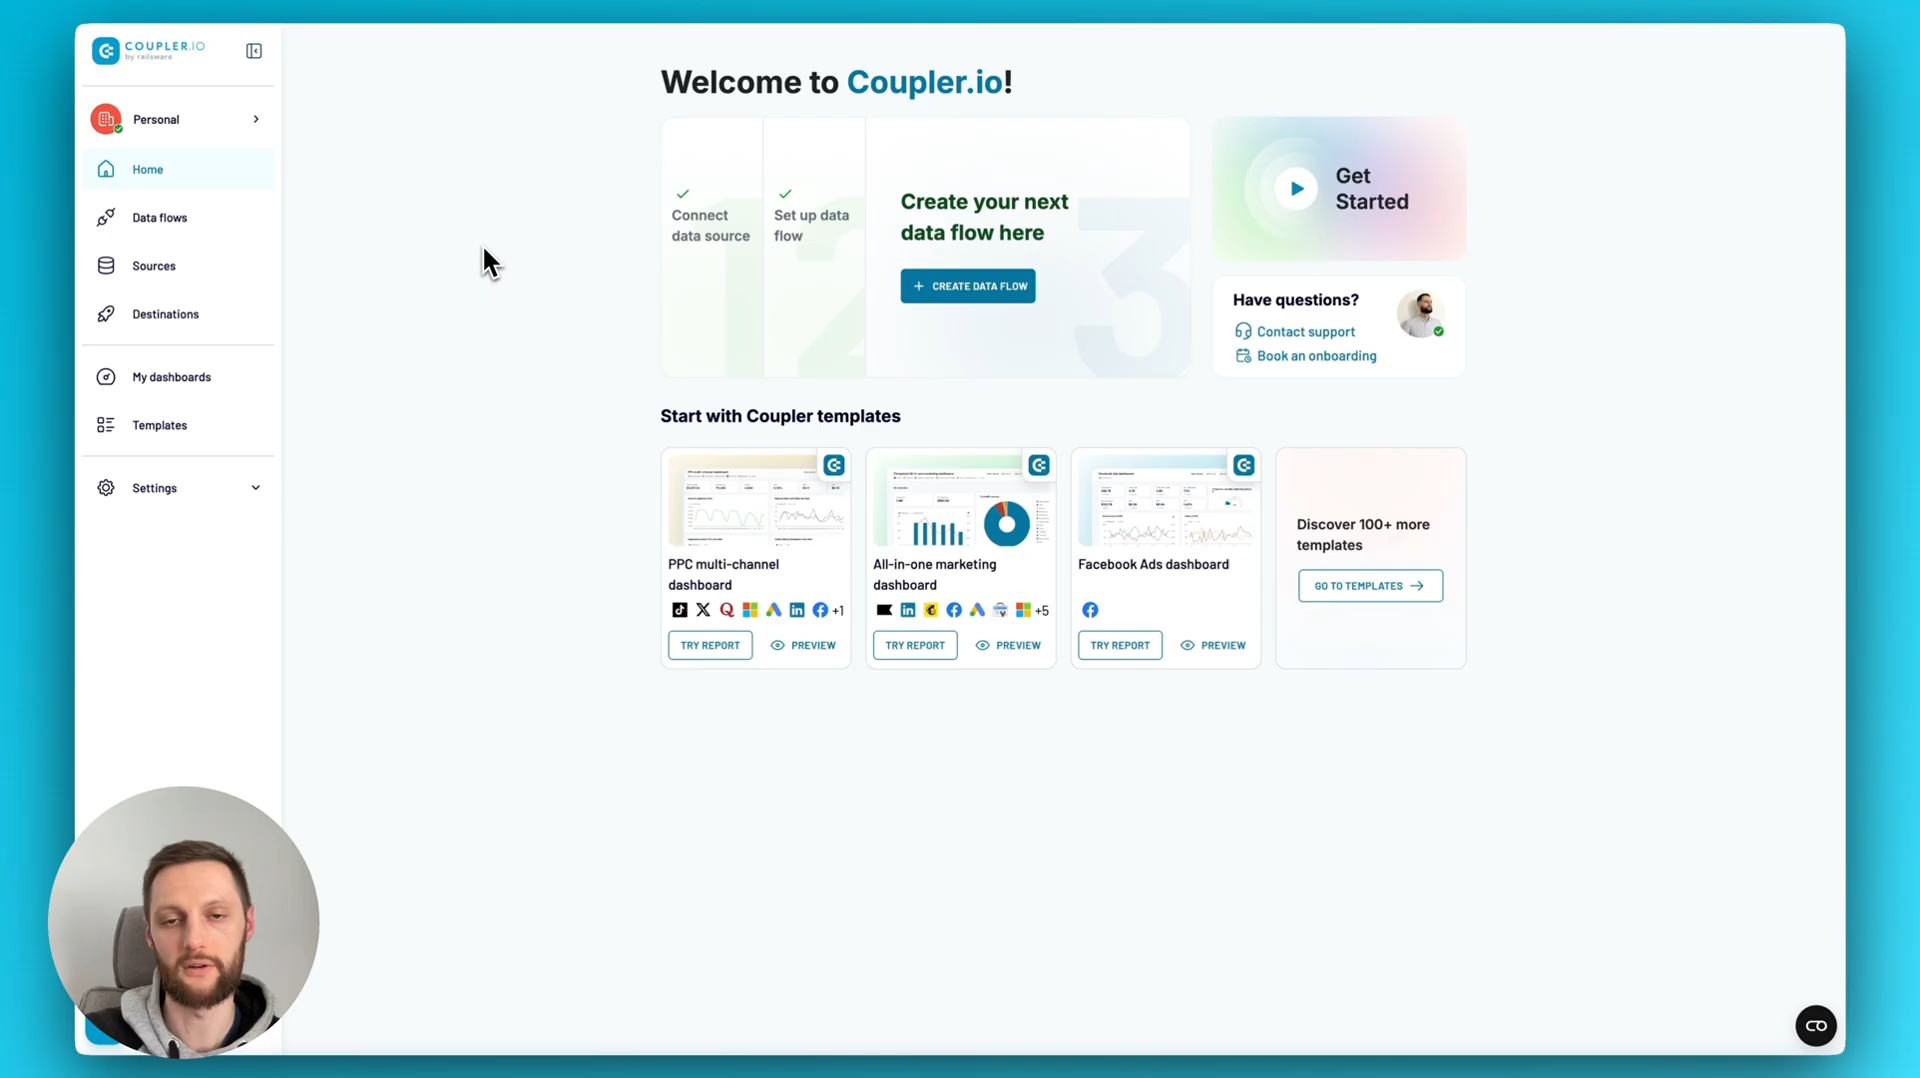 COUPLER.IO
by railsware
Personal
Home
Data flows
Sources
Destinations
My dashboards
Templates
Settings
Welcome to Coupler.io!
Connect
data source
Set up data
flow
Create your next
data flow here
+ CREATE DATA FLOW
1
2
3
Get
Started
Have questions?
Contact support
Book an onboarding
Start with Coupler templates
PPC multi-channel
dashboard
+1
TRY REPORT
PREVIEW
All-in-one marketing
dashboard
+5
TRY REPORT
PREVIEW
Facebook Ads dashboard
TRY REPORT
PREVIEW
Discover 100+ more
templates
GO TO TEMPLATES